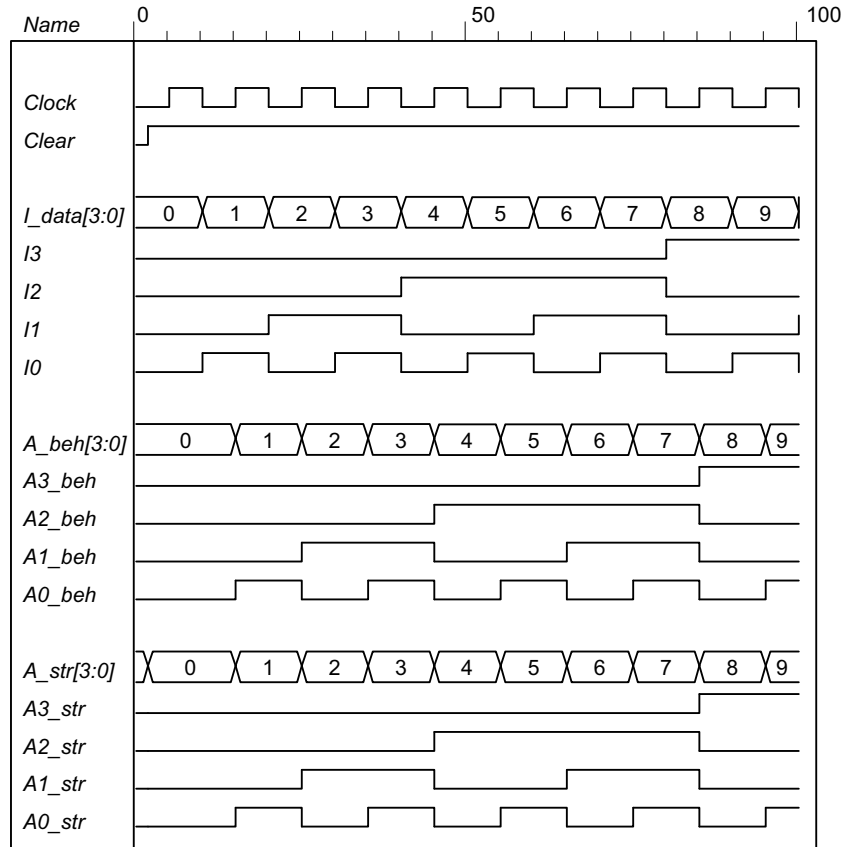 Name 0 50 100
Clock
Clear
I_data[3:0] 0 1 2 3 4 5 6 7 8 9
I3
I2
I1
I0
A_beh[3:0] 0 1 2 3 4 5 6 7 8 9
A3_beh
A2_beh
A1_beh
A0_beh
A_str[3:0] 0 1 2 3 4 5 6 7 8 9
A3_str
A2_str
A1_str
A0_str